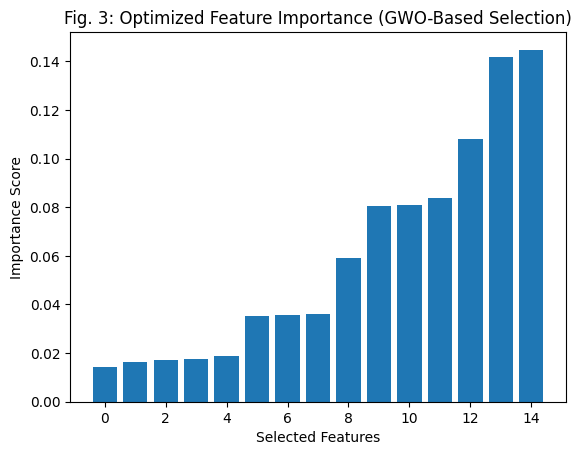 Fig. 3: Optimized Feature Importance (GWO-Based Selection)
0.14
0.12
0.10
0.08
0.06
0.04
0.02
0.00
Importance Score
0 2 4 6 8 10 12 14
Selected Features